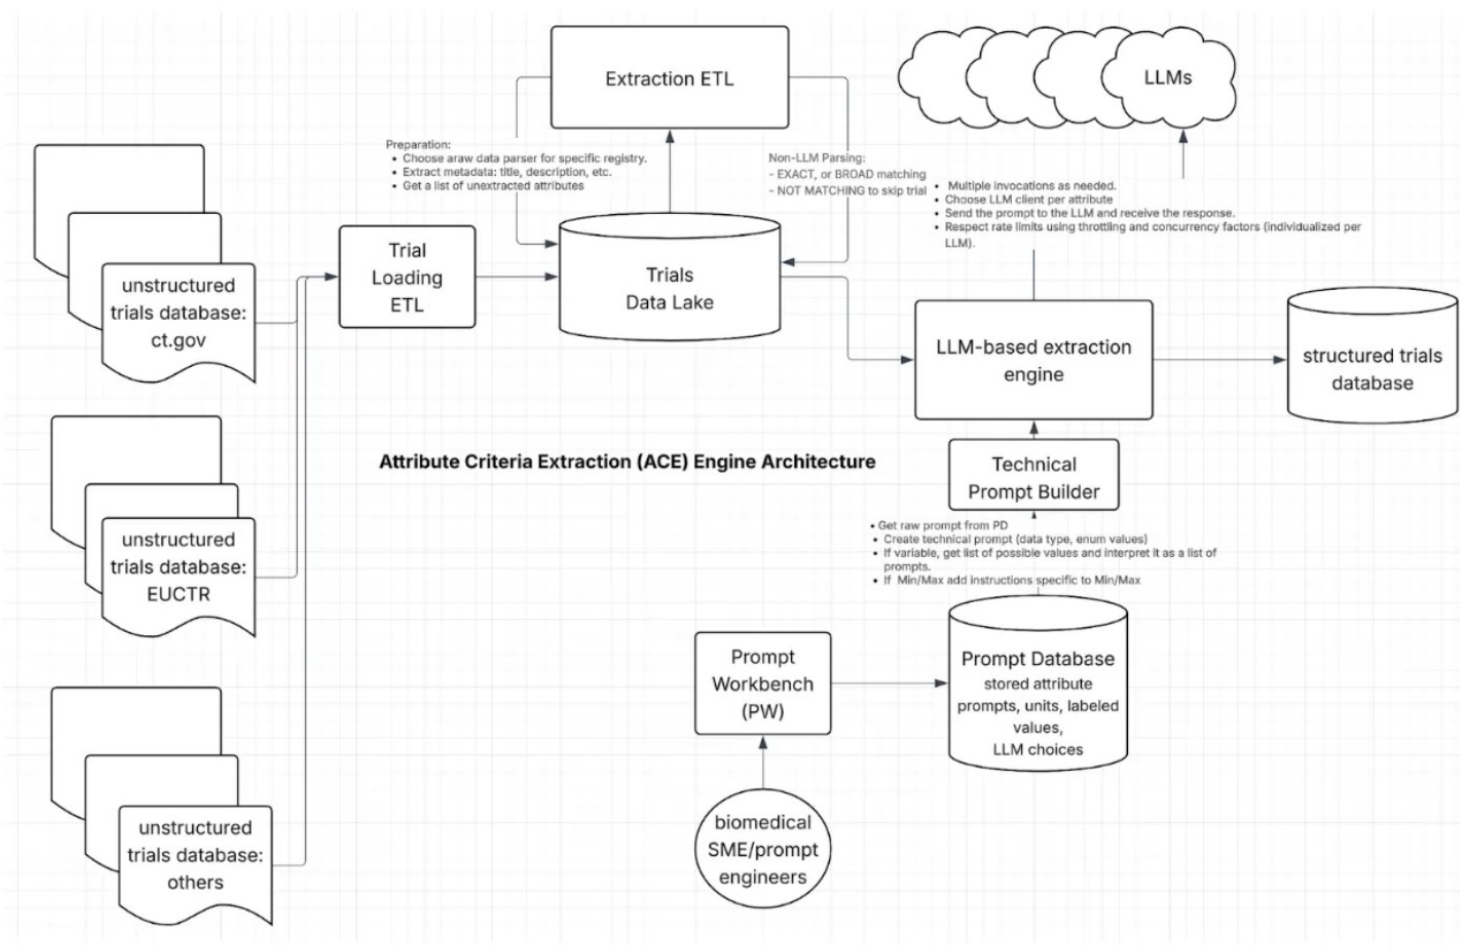 Extraction ETL
LLMs
Preparation:
• Choose araw data parser for specific registry.
• Extract metadata: title, description, etc.
• Get a list of unextracted attributes
Non-LLM Parsing:
- EXACT, or BROAD matching
- NOT MATCHING to skip trial
• Multiple invocations as needed.
• Choose LLM client per attribute
• Send the prompt to the LLM and receive the response.
• Respect rate limits using throttling and concurrency factors (individualized per
LLM).
unstructured
trials database:
ct.gov
Trial
Loading
ETL
Trials
Data Lake
LLM-based extraction
engine
structured trials
database
Attribute Criteria Extraction (ACE) Engine Architecture
Technical
Prompt Builder
unstructured
trials database:
EUCTR
• Get raw prompt from PD
• Create technical prompt (data type, enum values)
• If variable, get list of possible values and interpret it as a list of
prompts.
• If Min/Max add instructions specific to Min/Max
Prompt
Workbench
(PW)
Prompt Database
stored attribute
prompts, units, labeled
values,
LLM choices
unstructured
trials database:
others
biomedical
SME/prompt
engineers